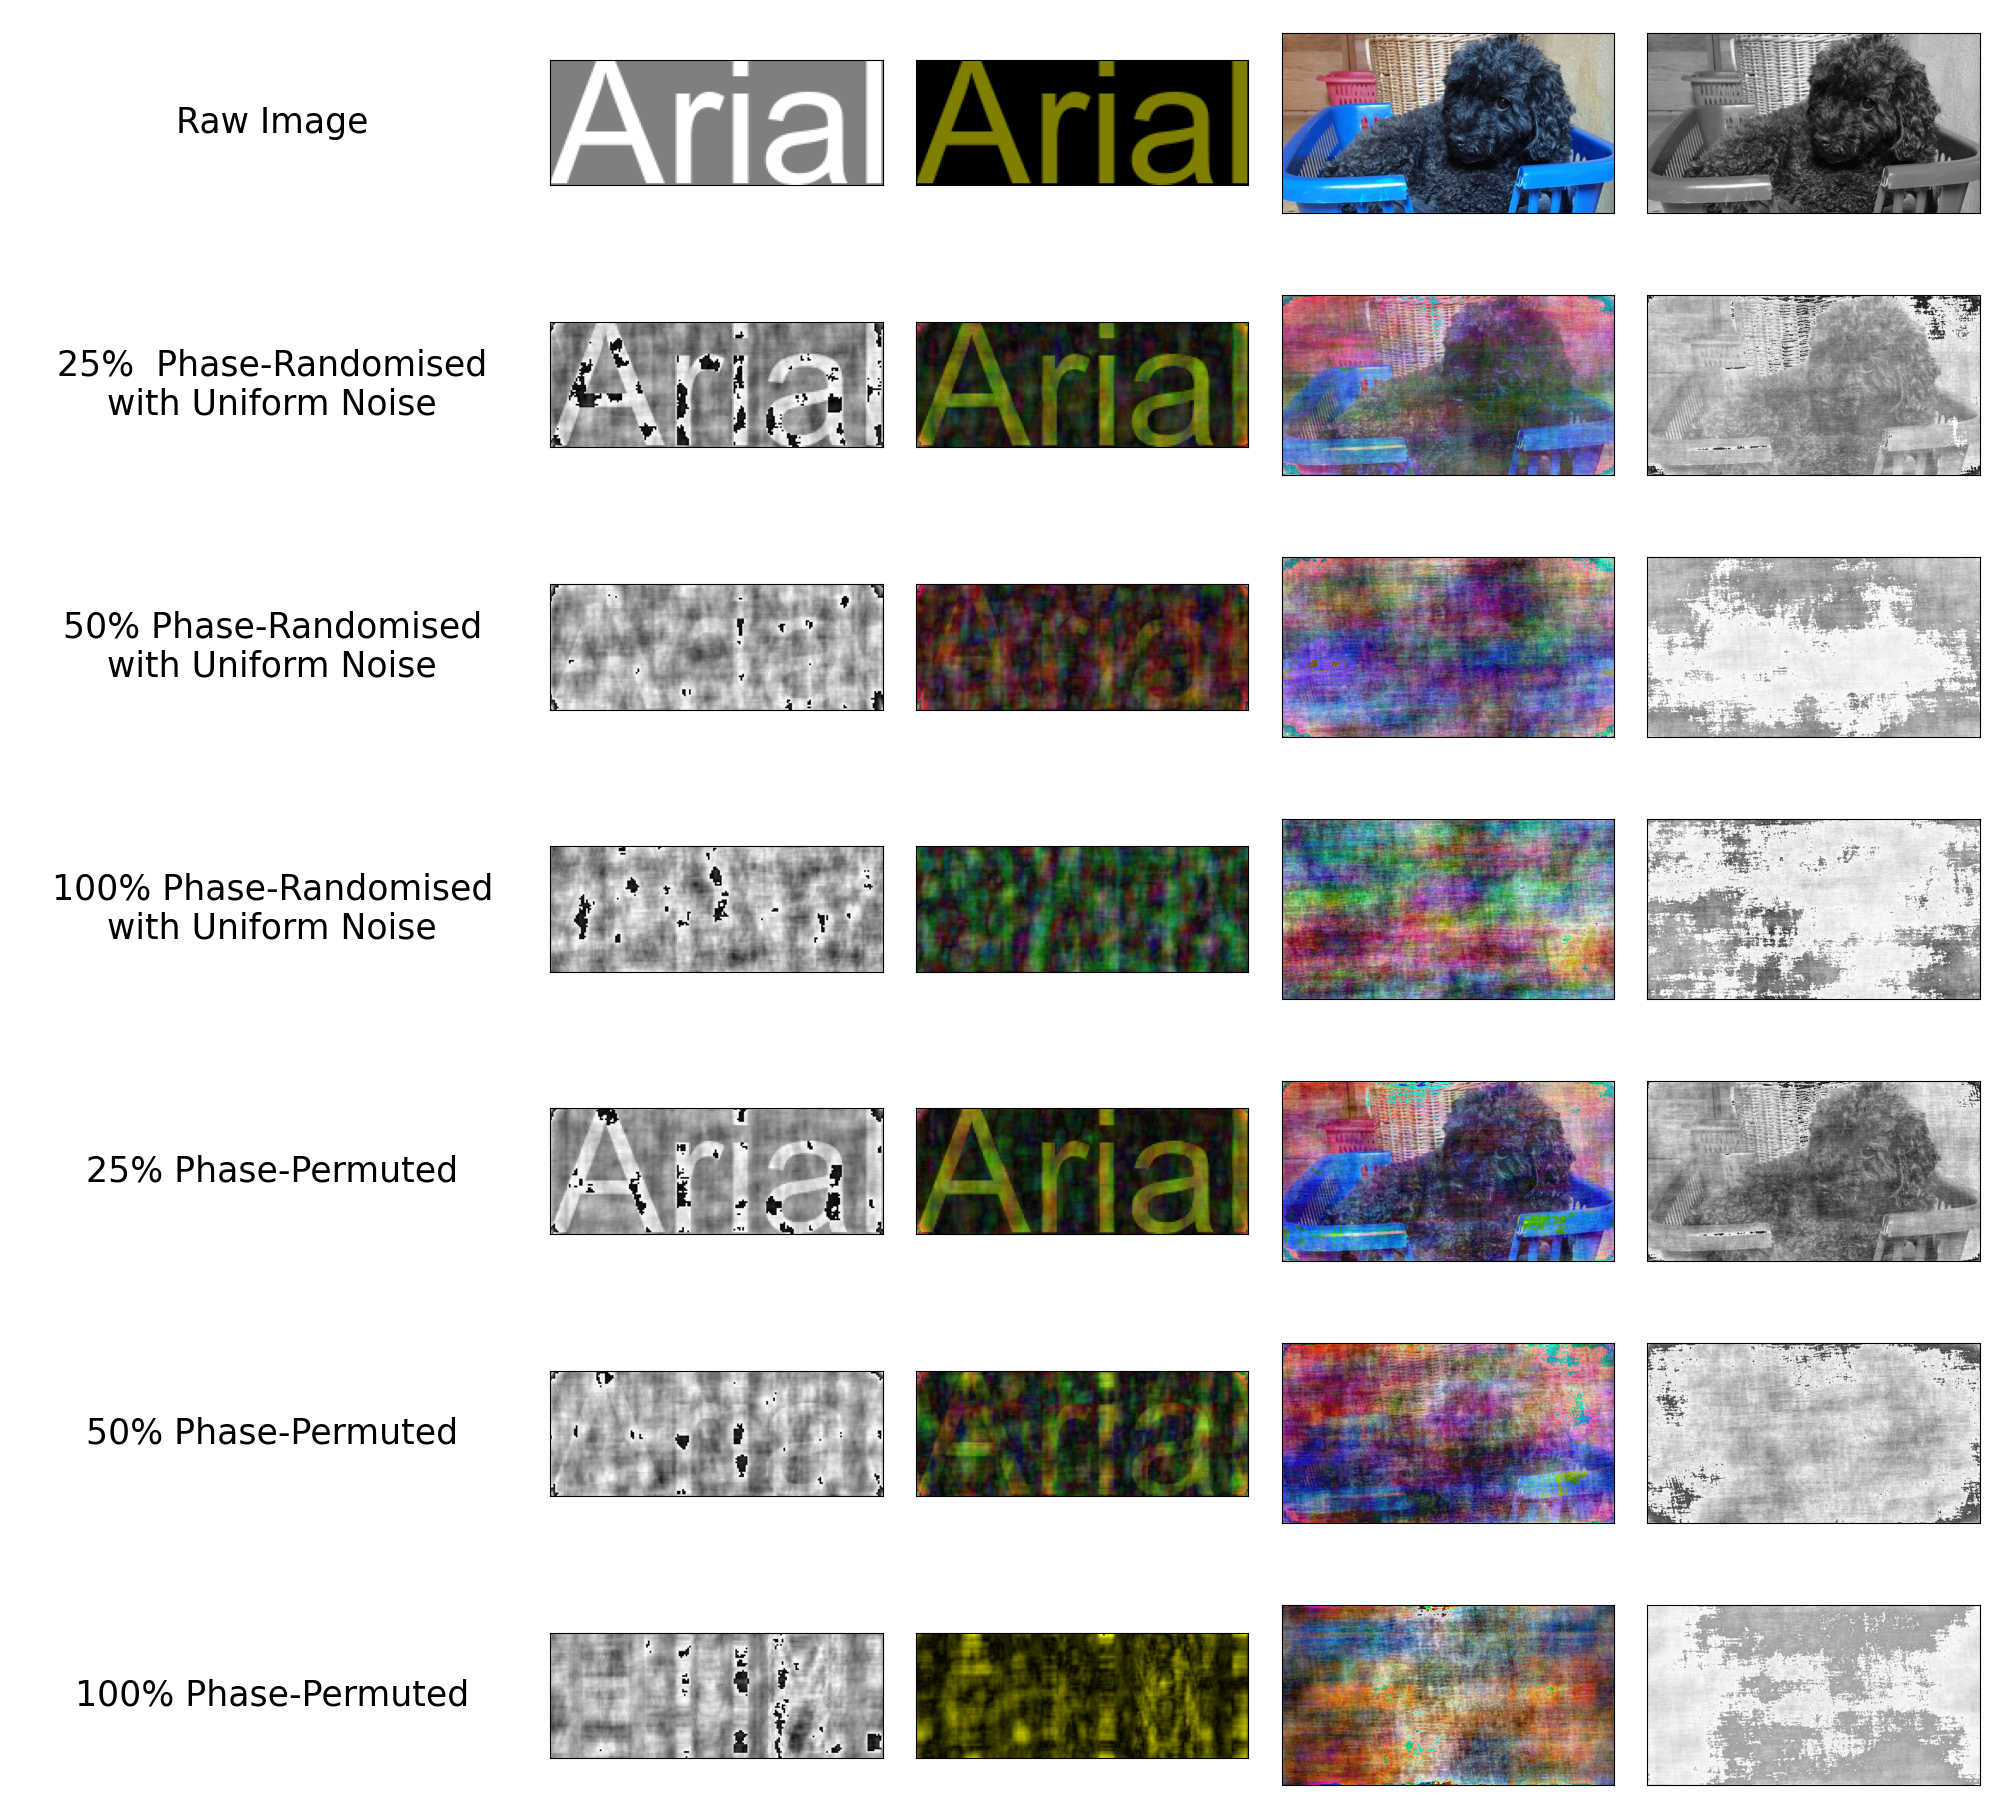 Raw Image
Arial Arial
25%  Phase-Randomised
with Uniform Noise
Arial Arial
50% Phase-Randomised
with Uniform Noise
Arial
100% Phase-Randomised
with Uniform Noise
25% Phase-Permuted
Arial Arial
50% Phase-Permuted
Arial
100% Phase-Permuted